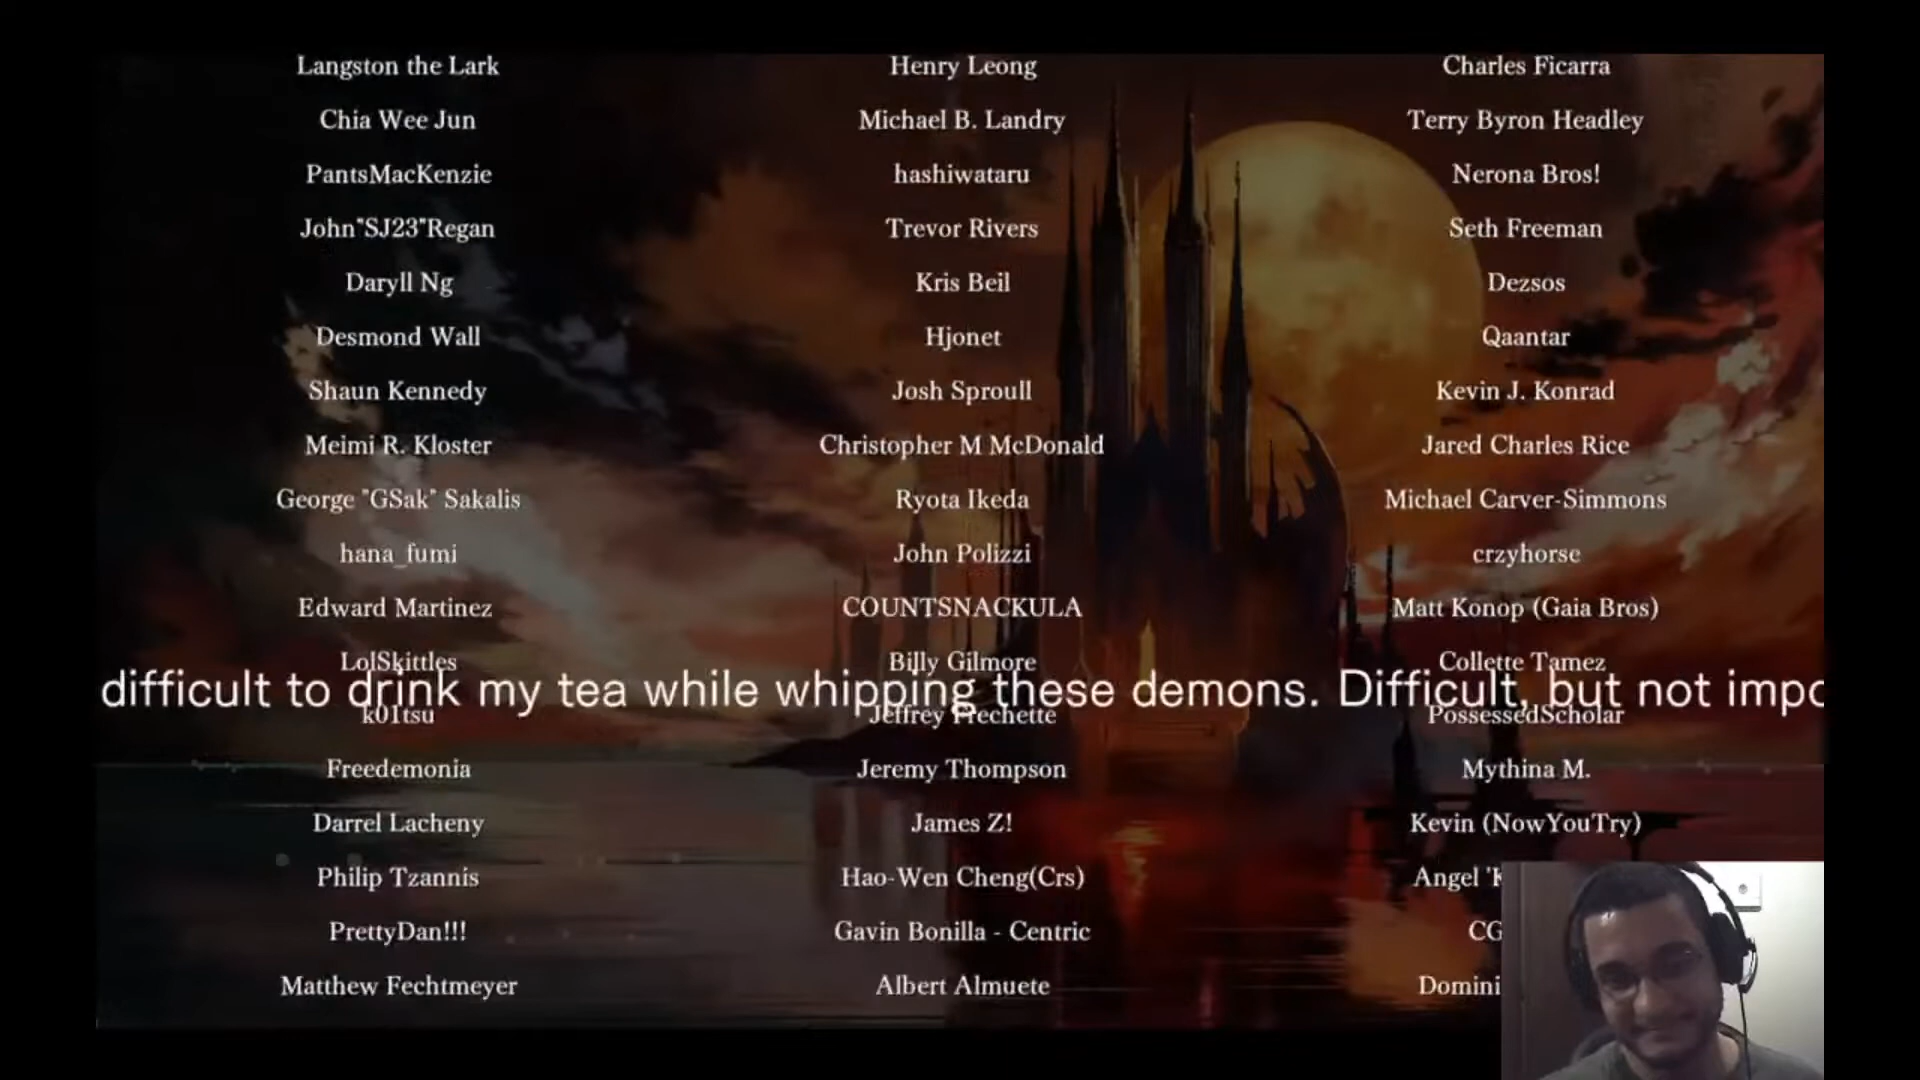 Langston the Lark Henry Leong Charles Ficarra
Chia Wee Jun Michael B. Landry Terry Byron Headley
PantsMacKenzie hashiwataru Nerona Bros!
John"SJ23"Regan Trevor Rivers Seth Freeman
Daryll Ng Kris Beil Dezsos
Desmond Wall Hjonet Qaantar
Shaun Kennedy Josh Sproull Kevin J. Konrad
Meimi R. Kloster Christopher M McDonald Jared Charles Rice
George "GSak" Sakalis Ryota Ikeda Michael Carver-Simmons
hana_fumi John Polizzi crzyhorse
Edward Martinez COUNTSNACKULA Matt Konop (Gaia Bros)
LolSkittles Billy Gilmore Collette Tamez
difficult to drink my tea while whipping these demons. Difficult, but not impo
k01tsu Jeffrey Frechette PossessedScholar
Freedemonia Jeremy Thompson Mythina M.
Darrel Lacheny James Z! Kevin (NowYouTry)
Philip Tzannis Hao-Wen Cheng(Crs) Angel 'K
PrettyDan!!! Gavin Bonilla - Centric CG
Matthew Fechtmeyer Albert Almuete Domini